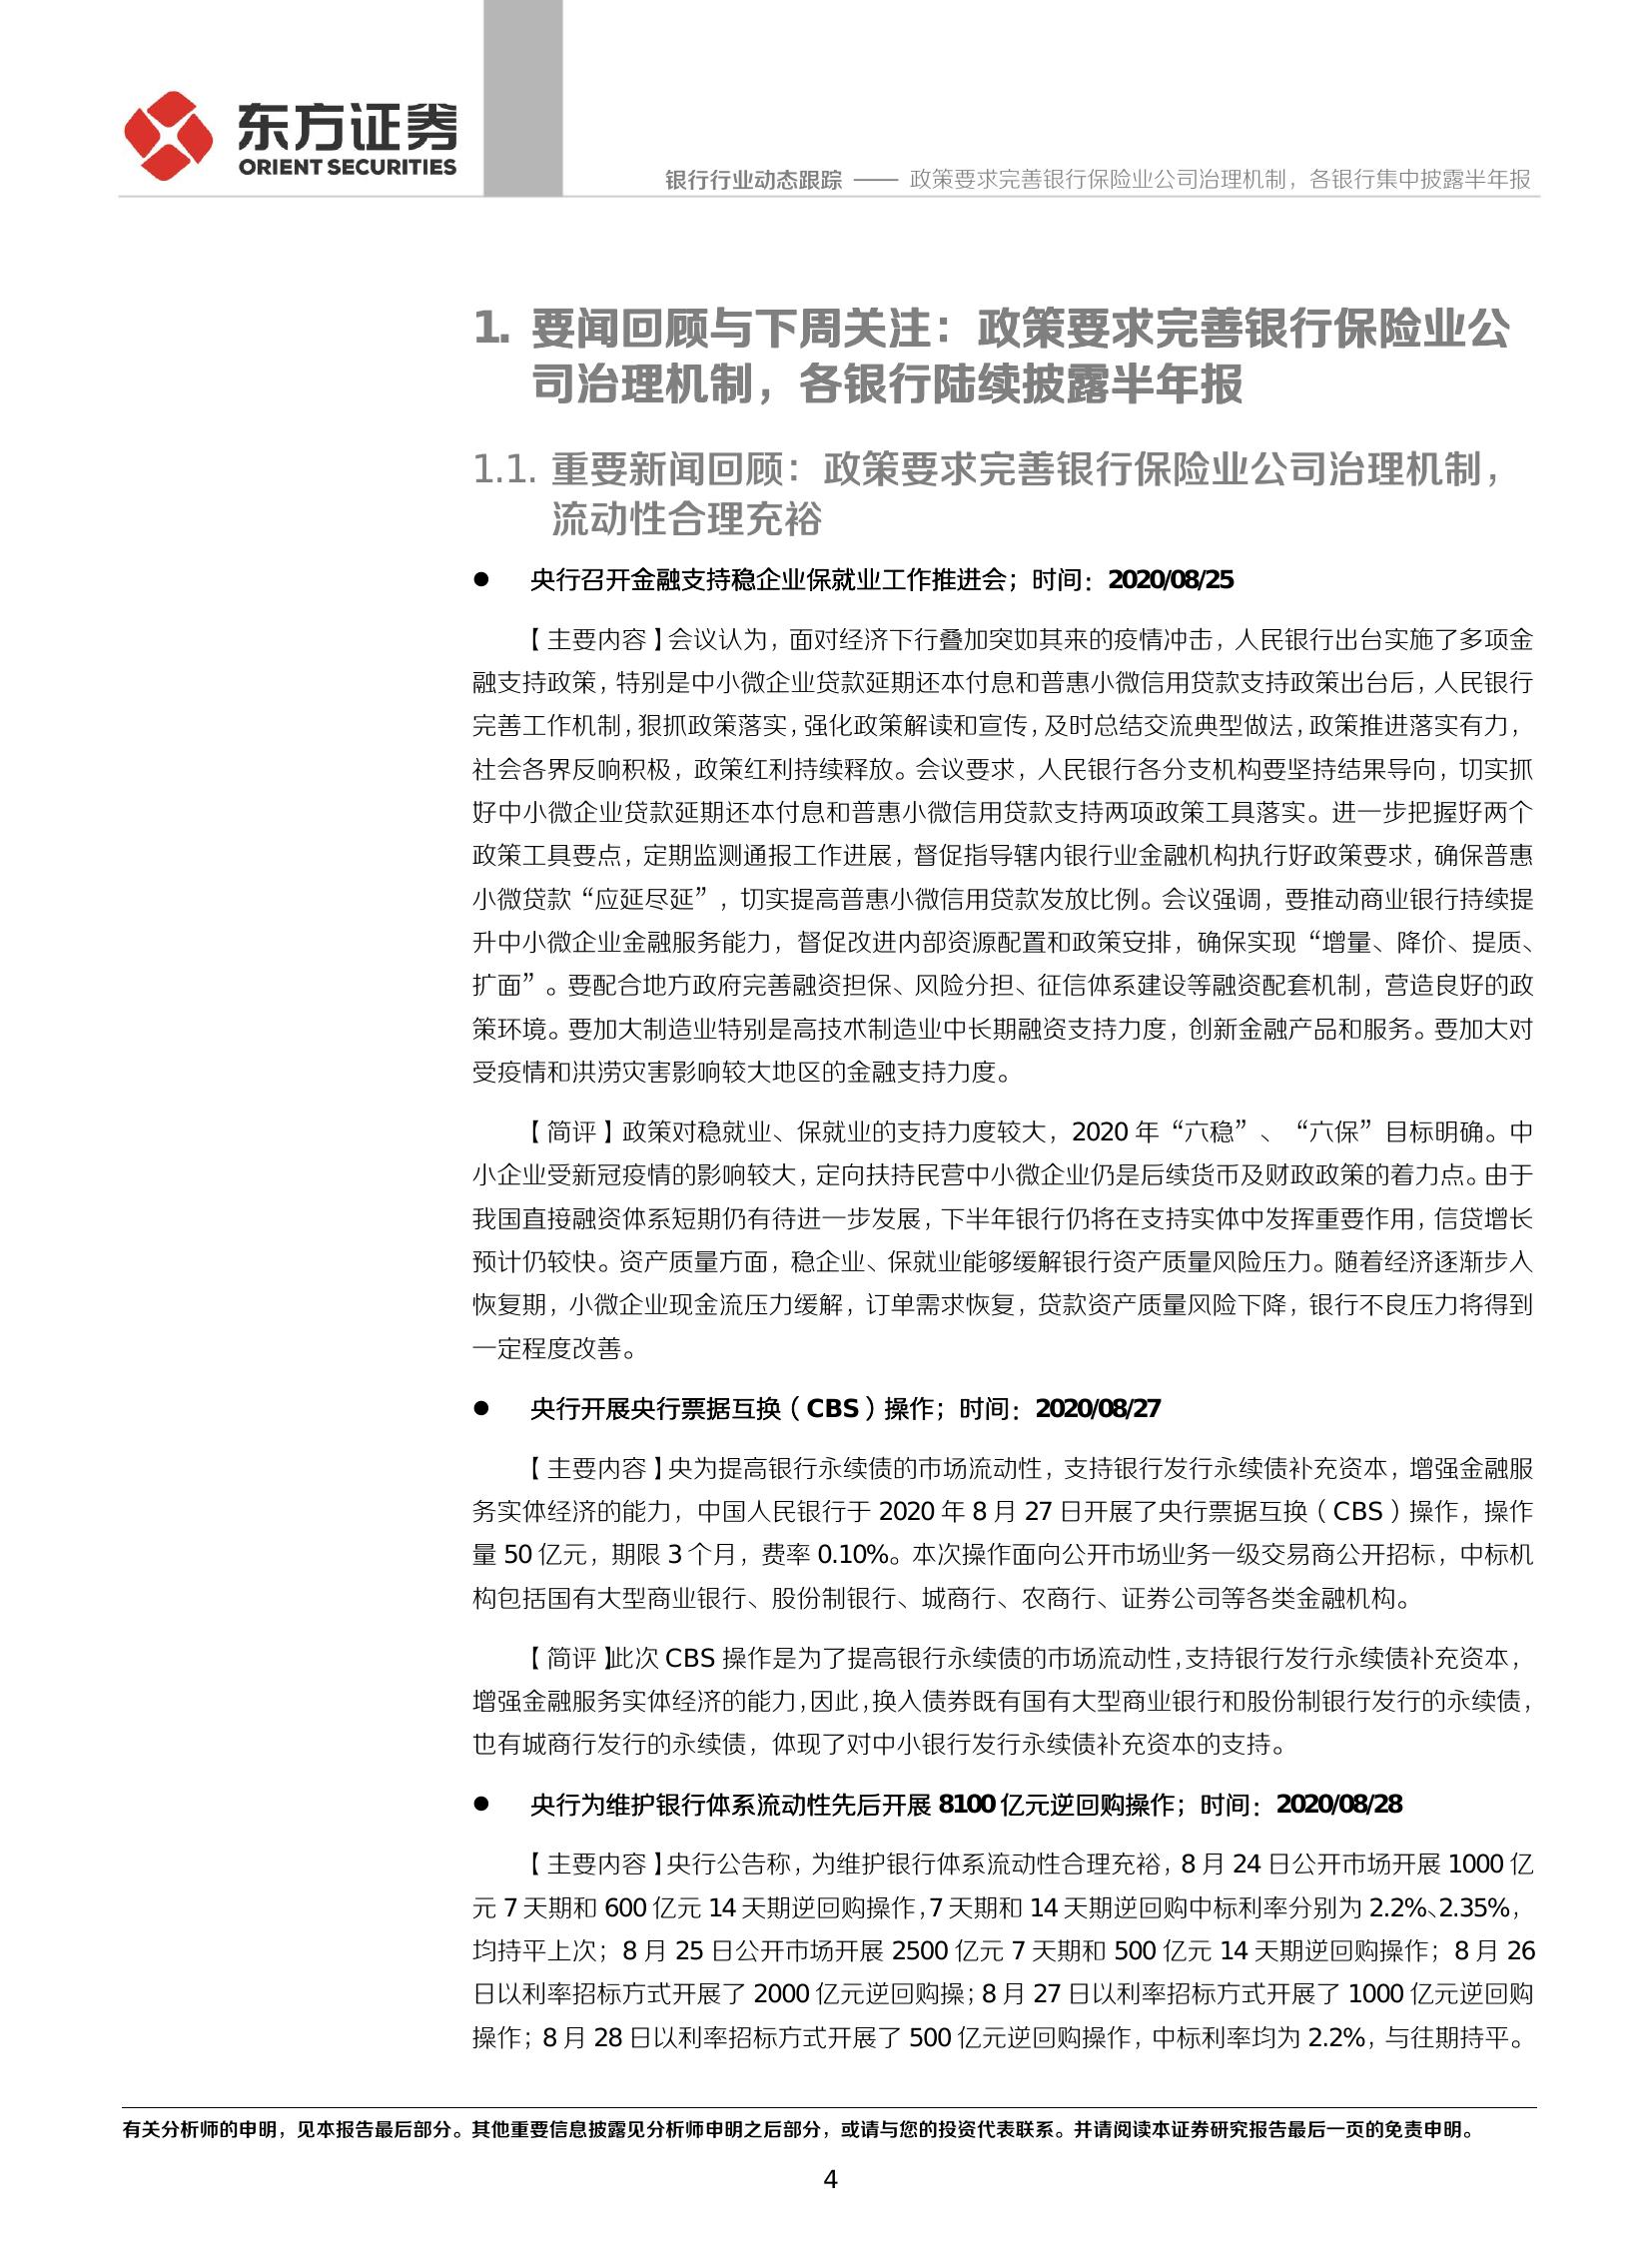 东方证券
ORIENT SECURITIES
银行行业动态跟踪 —— 政策要求完善银行保险业公司治理机制，各银行集中披露半年报
1. 要闻回顾与下周关注：政策要求完善银行保险业公
司治理机制，各银行陆续披露半年报
1.1. 重要新闻回顾：政策要求完善银行保险业公司治理机制，
流动性合理充裕
● 央行召开金融支持稳企业保就业工作推进会；时间：2020/08/25
【主要内容】会议认为，面对经济下行叠加突如其来的疫情冲击，人民银行出台实施了多项金
融支持政策，特别是中小微企业贷款延期还本付息和普惠小微信用贷款支持政策出台后，人民银行
完善工作机制，狠抓政策落实，强化政策解读和宣传，及时总结交流典型做法，政策推进落实有力，
社会各界反响积极，政策红利持续释放。会议要求，人民银行各分支机构要坚持结果导向，切实抓
好中小微企业贷款延期还本付息和普惠小微信用贷款支持两项政策工具落实。进一步把握好两个
政策工具要点，定期监测通报工作进展，督促指导辖内银行业金融机构执行好政策要求，确保普惠
小微贷款“应延尽延”，切实提高普惠小微信用贷款发放比例。会议强调，要推动商业银行持续提
升中小微企业金融服务能力，督促改进内部资源配置和政策安排，确保实现“增量、降价、提质、
扩面”。要配合地方政府完善融资担保、风险分担、征信体系建设等融资配套机制，营造良好的政
策环境。要加大制造业特别是高技术制造业中长期融资支持力度，创新金融产品和服务。要加大对
受疫情和洪涝灾害影响较大地区的金融支持力度。
【简评】政策对稳就业、保就业的支持力度较大，2020 年“六稳”、“六保”目标明确。中
小企业受新冠疫情的影响较大，定向扶持民营中小微企业仍是后续货币及财政政策的着力点。由于
我国直接融资体系短期仍有待进一步发展，下半年银行仍将在支持实体中发挥重要作用，信贷增长
预计仍较快。资产质量方面，稳企业、保就业能够缓解银行资产质量风险压力。随着经济逐渐步入
恢复期，小微企业现金流压力缓解，订单需求恢复，贷款资产质量风险下降，银行不良压力将得到
一定程度改善。
● 央行开展央行票据互换（CBS）操作；时间：2020/08/27
【主要内容】央为提高银行永续债的市场流动性，支持银行发行永续债补充资本，增强金融服
务实体经济的能力，中国人民银行于 2020 年 8 月 27 日开展了央行票据互换（CBS）操作，操作
量 50 亿元，期限 3 个月，费率 0.10%。本次操作面向公开市场业务一级交易商公开招标，中标机
构包括国有大型商业银行、股份制银行、城商行、农商行、证券公司等各类金融机构。
【简评】此次 CBS 操作是为了提高银行永续债的市场流动性，支持银行发行永续债补充资本，
增强金融服务实体经济的能力，因此，换入债券既有国有大型商业银行和股份制银行发行的永续债，
也有城商行发行的永续债，体现了对中小银行发行永续债补充资本的支持。
● 央行为维护银行体系流动性先后开展 8100 亿元逆回购操作；时间：2020/08/28
【主要内容】央行公告称，为维护银行体系流动性合理充裕，8 月 24 日公开市场开展 1000 亿
元 7 天期和 600 亿元 14 天期逆回购操作，7 天期和 14 天期逆回购中标利率分别为 2.2%、2.35%，
均持平上次；8 月 25 日公开市场开展 2500 亿元 7 天期和 500 亿元 14 天期逆回购操作；8 月 26
日以利率招标方式开展了 2000 亿元逆回购操；8 月 27 日以利率招标方式开展了 1000 亿元逆回购
操作；8 月 28 日以利率招标方式开展了 500 亿元逆回购操作，中标利率均为 2.2%，与往期持平。
有关分析师的申明，见本报告最后部分。其他重要信息披露见分析师申明之后部分，或请与您的投资代表联系。并请阅读本证券研究报告最后一页的免责申明。
4